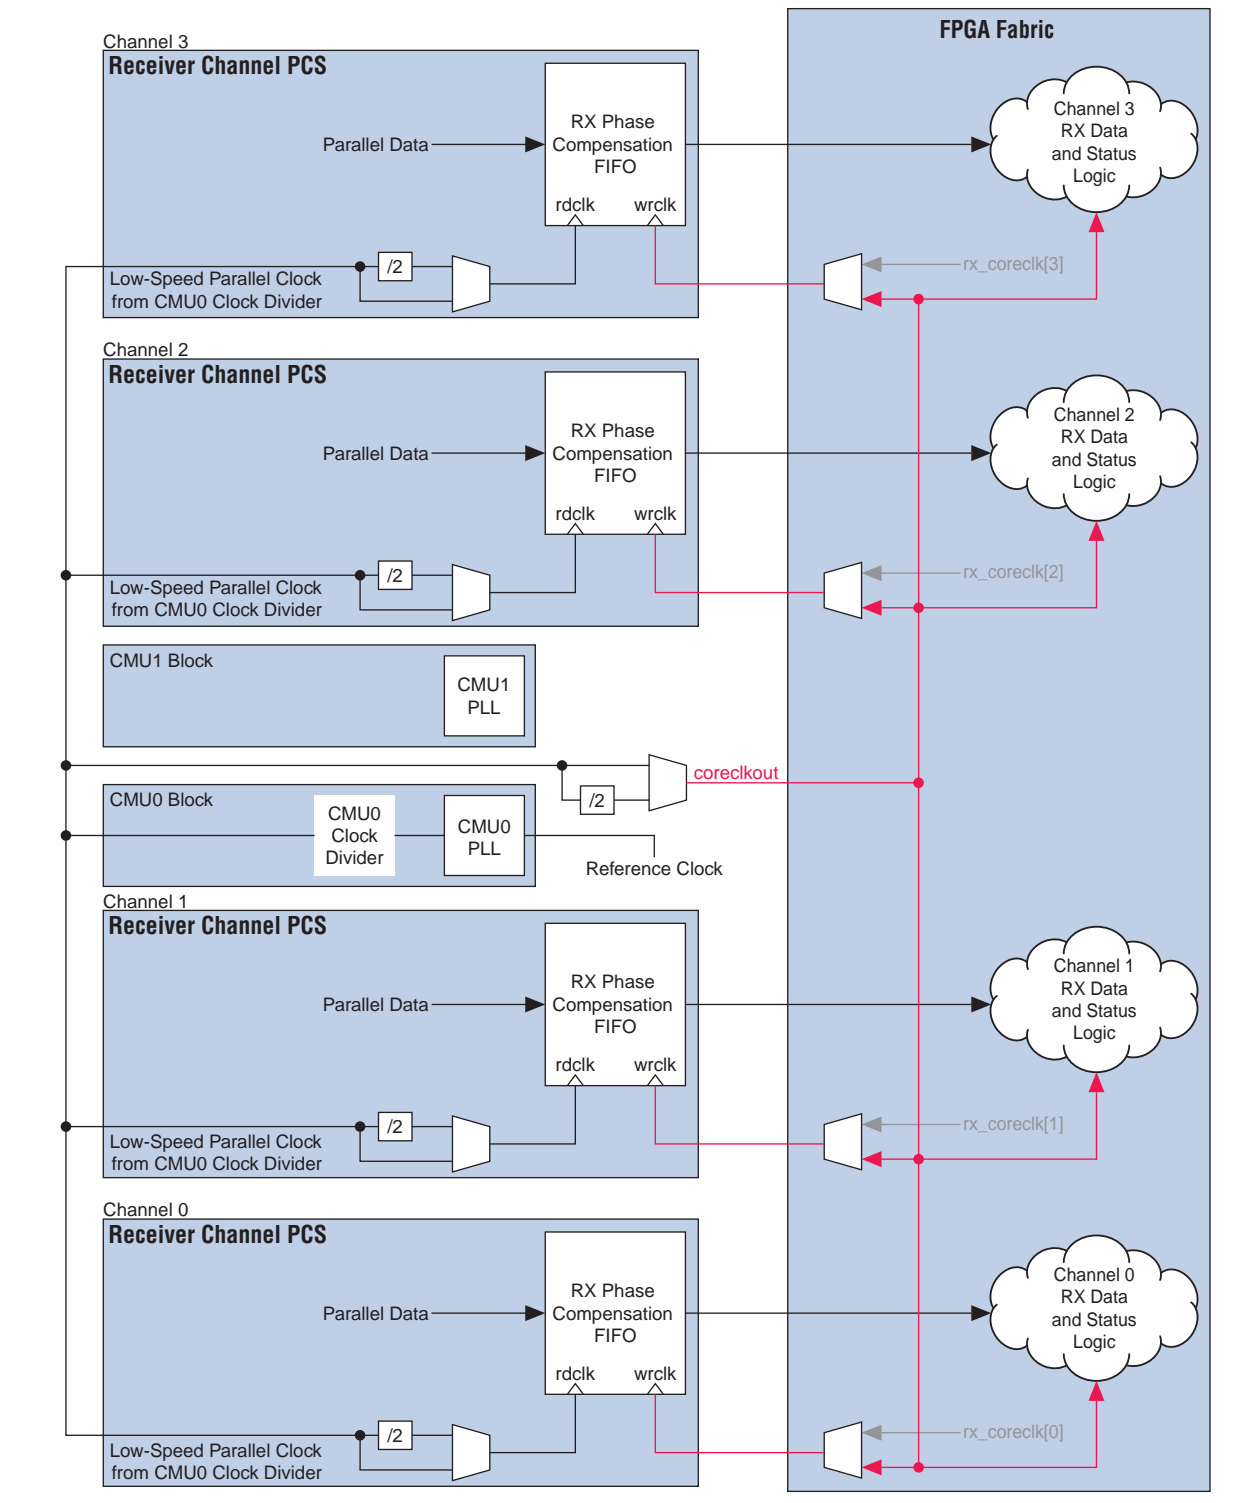 FPGA Fabric
Channel 3
Receiver Channel PCS
RX Phase
Compensation
FIFO
Parallel Data
rdclk
wrclk
/2
Low-Speed Parallel Clock
from CMU0 Clock Divider
rx_coreclk[3]
Channel 3
RX Data
and Status
Logic
Channel 2
Receiver Channel PCS
RX Phase
Compensation
FIFO
Parallel Data
rdclk
wrclk
/2
Low-Speed Parallel Clock
from CMU0 Clock Divider
rx_coreclk[2]
Channel 2
RX Data
and Status
Logic
CMU1 Block
CMU1
PLL
coreclkout
/2
CMU0 Block
CMU0
Clock
Divider
CMU0
PLL
Reference Clock
Channel 1
Receiver Channel PCS
RX Phase
Compensation
FIFO
Parallel Data
rdclk
wrclk
/2
Low-Speed Parallel Clock
from CMU0 Clock Divider
rx_coreclk[1]
Channel 1
RX Data
and Status
Logic
Channel 0
Receiver Channel PCS
RX Phase
Compensation
FIFO
Parallel Data
rdclk
wrclk
/2
Low-Speed Parallel Clock
from CMU0 Clock Divider
rx_coreclk[0]
Channel 0
RX Data
and Status
Logic